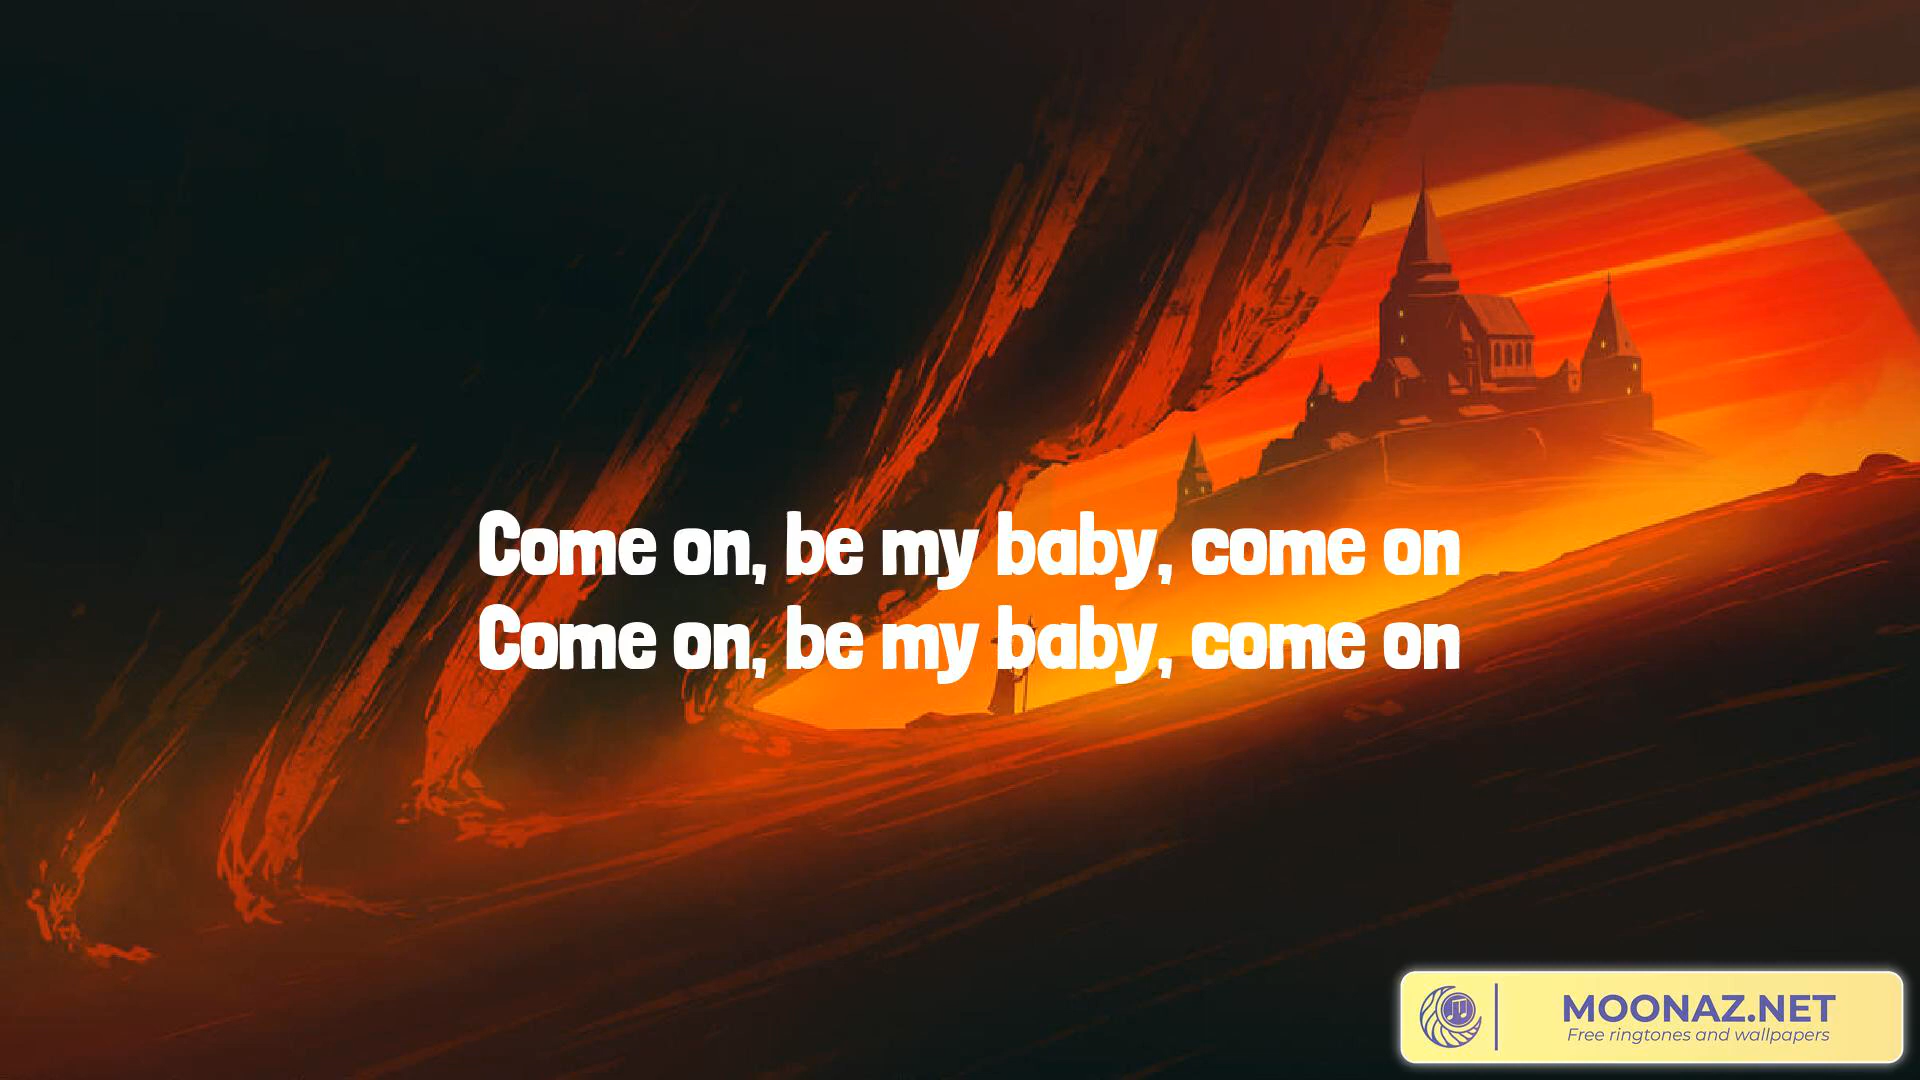 Come on, be my baby, come on
Come on, be my baby, come on
MOONAZ.NET
Free ringtones and wallpapers